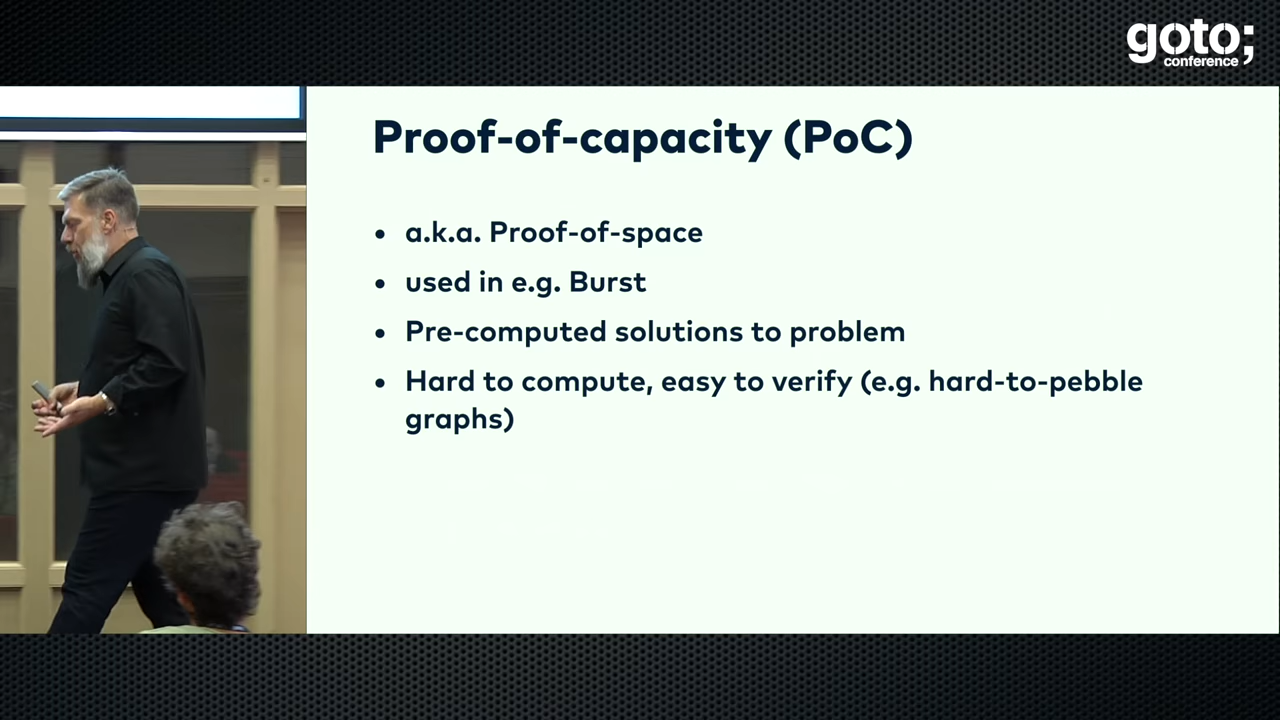 goto;
conference
Proof-of-capacity (PoC)
• a.k.a. Proof-of-space
• used in e.g. Burst
• Pre-computed solutions to problem
• Hard to compute, easy to verify (e.g. hard-to-pebble
graphs)